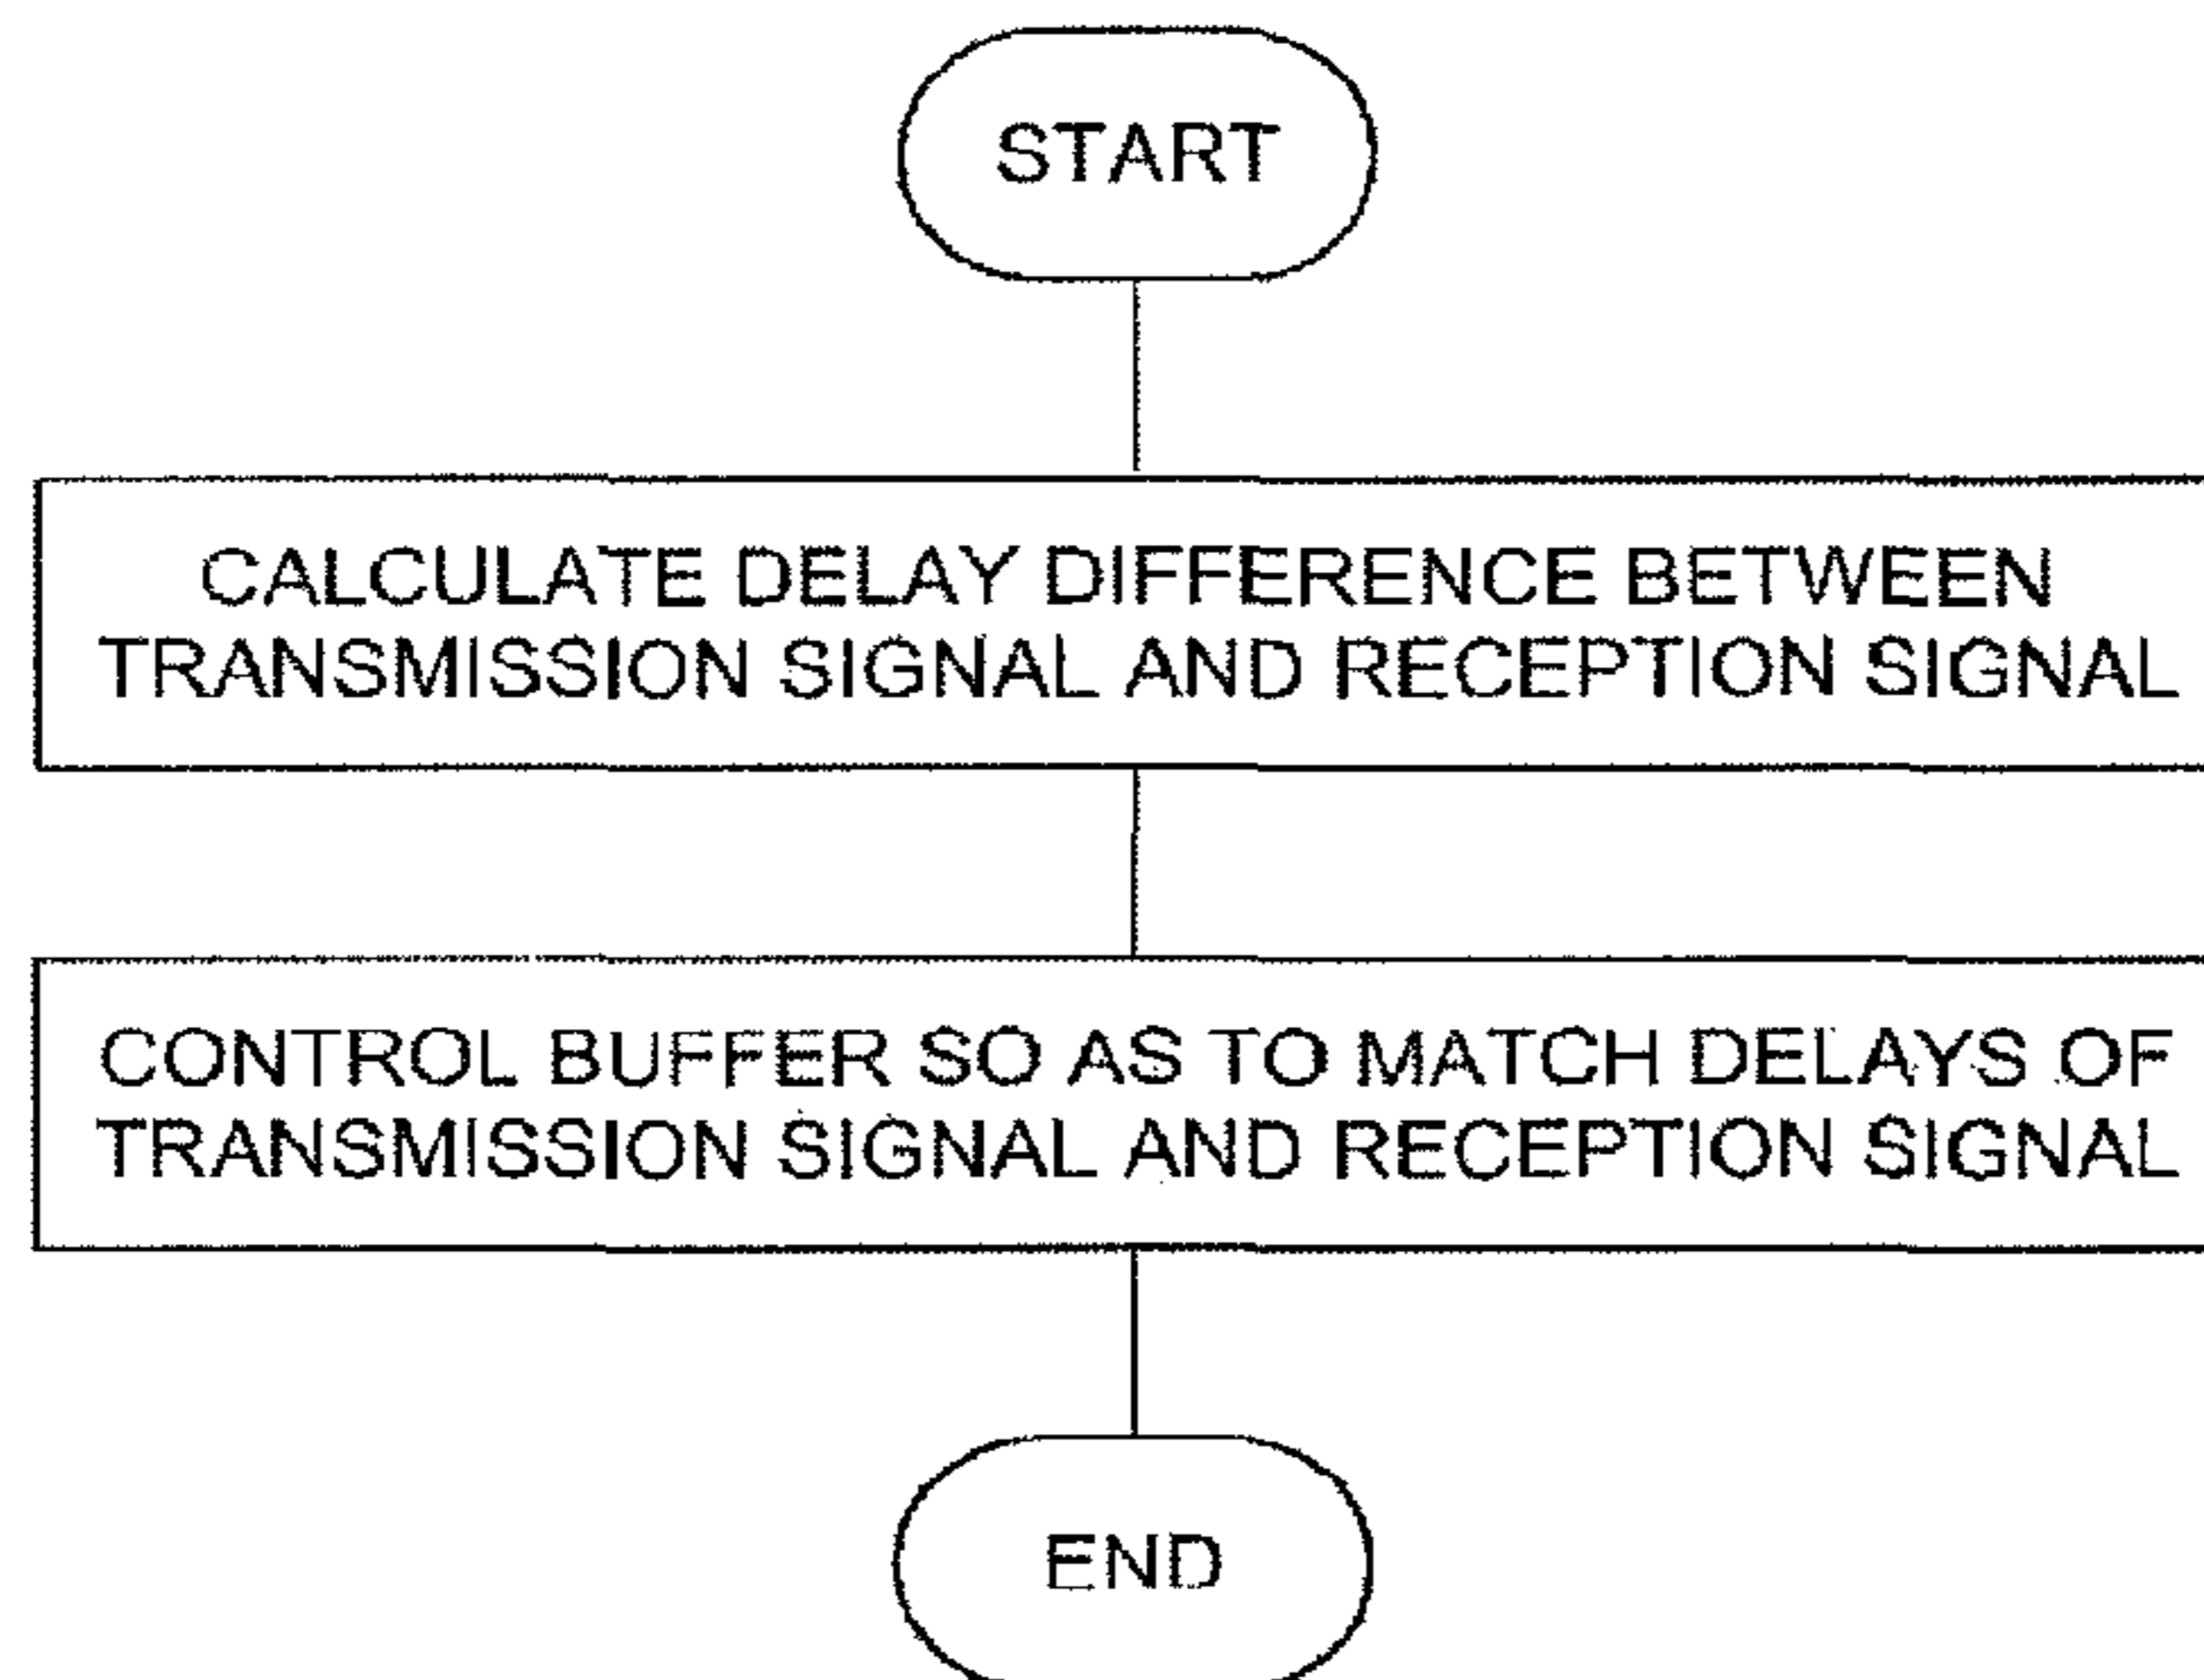 START
CALCULATE DELAY DIFFERENCE BETWEEN
TRANSMISSION SIGNAL AND RECEPTION SIGNAL
CONTROL BUFFER SO AS TO MATCH DELAYS OF
TRANSMISSION SIGNAL AND RECEPTION SIGNAL
END